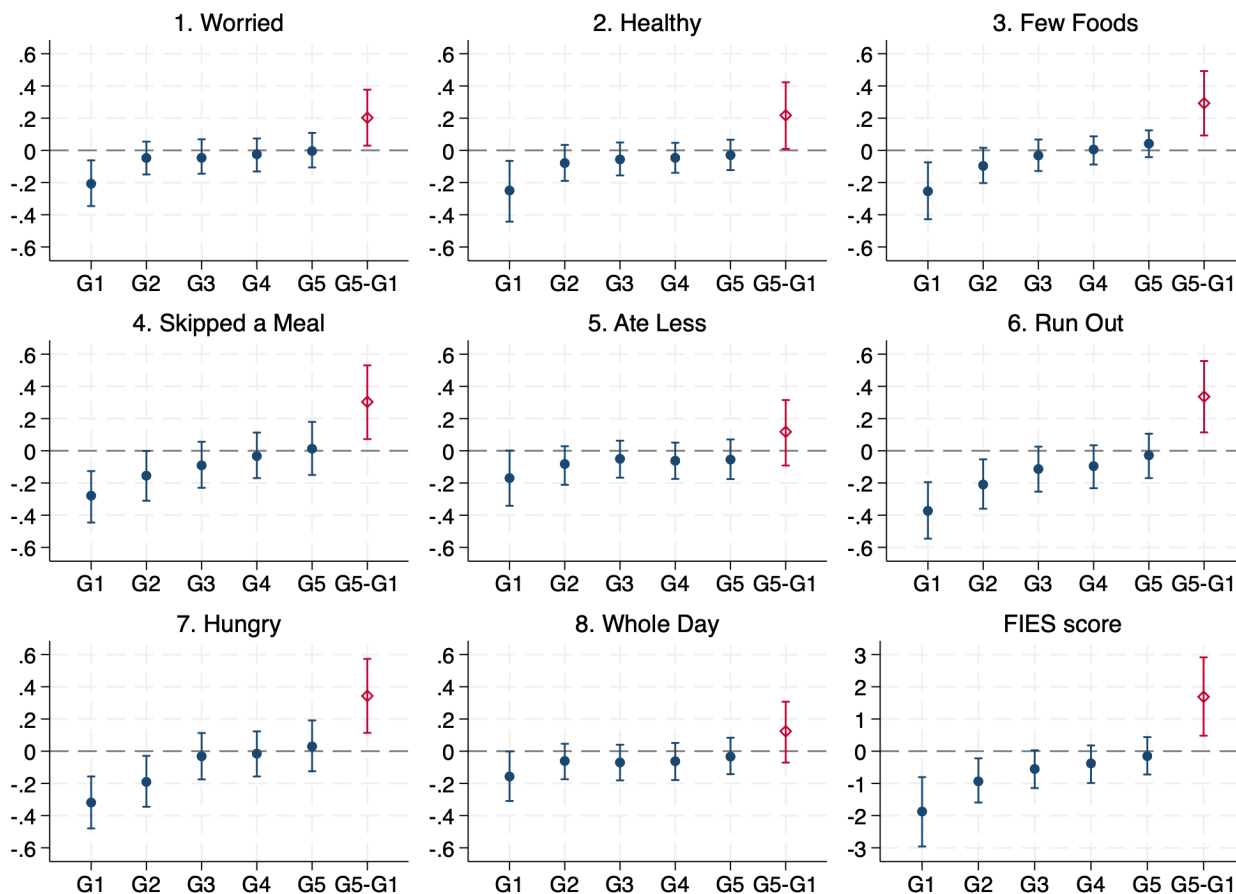 1. Worried
2. Healthy
3. Few Foods
.6 .6 .6
.4 .4 .4
.2 .2 .2
0 0 0
-.2 -.2 -.2
-.4 -.4 -.4
-.6 -.6 -.6
G1 G2 G3 G4 G5 G5-G1
G1 G2 G3 G4 G5 G5-G1
G1 G2 G3 G4 G5 G5-G1
4. Skipped a Meal
5. Ate Less
6. Run Out
.6 .6 .6
.4 .4 .4
.2 .2 .2
0 0 0
-.2 -.2 -.2
-.4 -.4 -.4
-.6 -.6 -.6
G1 G2 G3 G4 G5 G5-G1
G1 G2 G3 G4 G5 G5-G1
G1 G2 G3 G4 G5 G5-G1
7. Hungry
8. Whole Day
FIES score
.6 .6 3
.4 .4 2
.2 .2 1
0 0 0
-.2 -.2 -1
-.4 -.4 -2
-.6 -.6 -3
G1 G2 G3 G4 G5 G5-G1
G1 G2 G3 G4 G5 G5-G1
G1 G2 G3 G4 G5 G5-G1